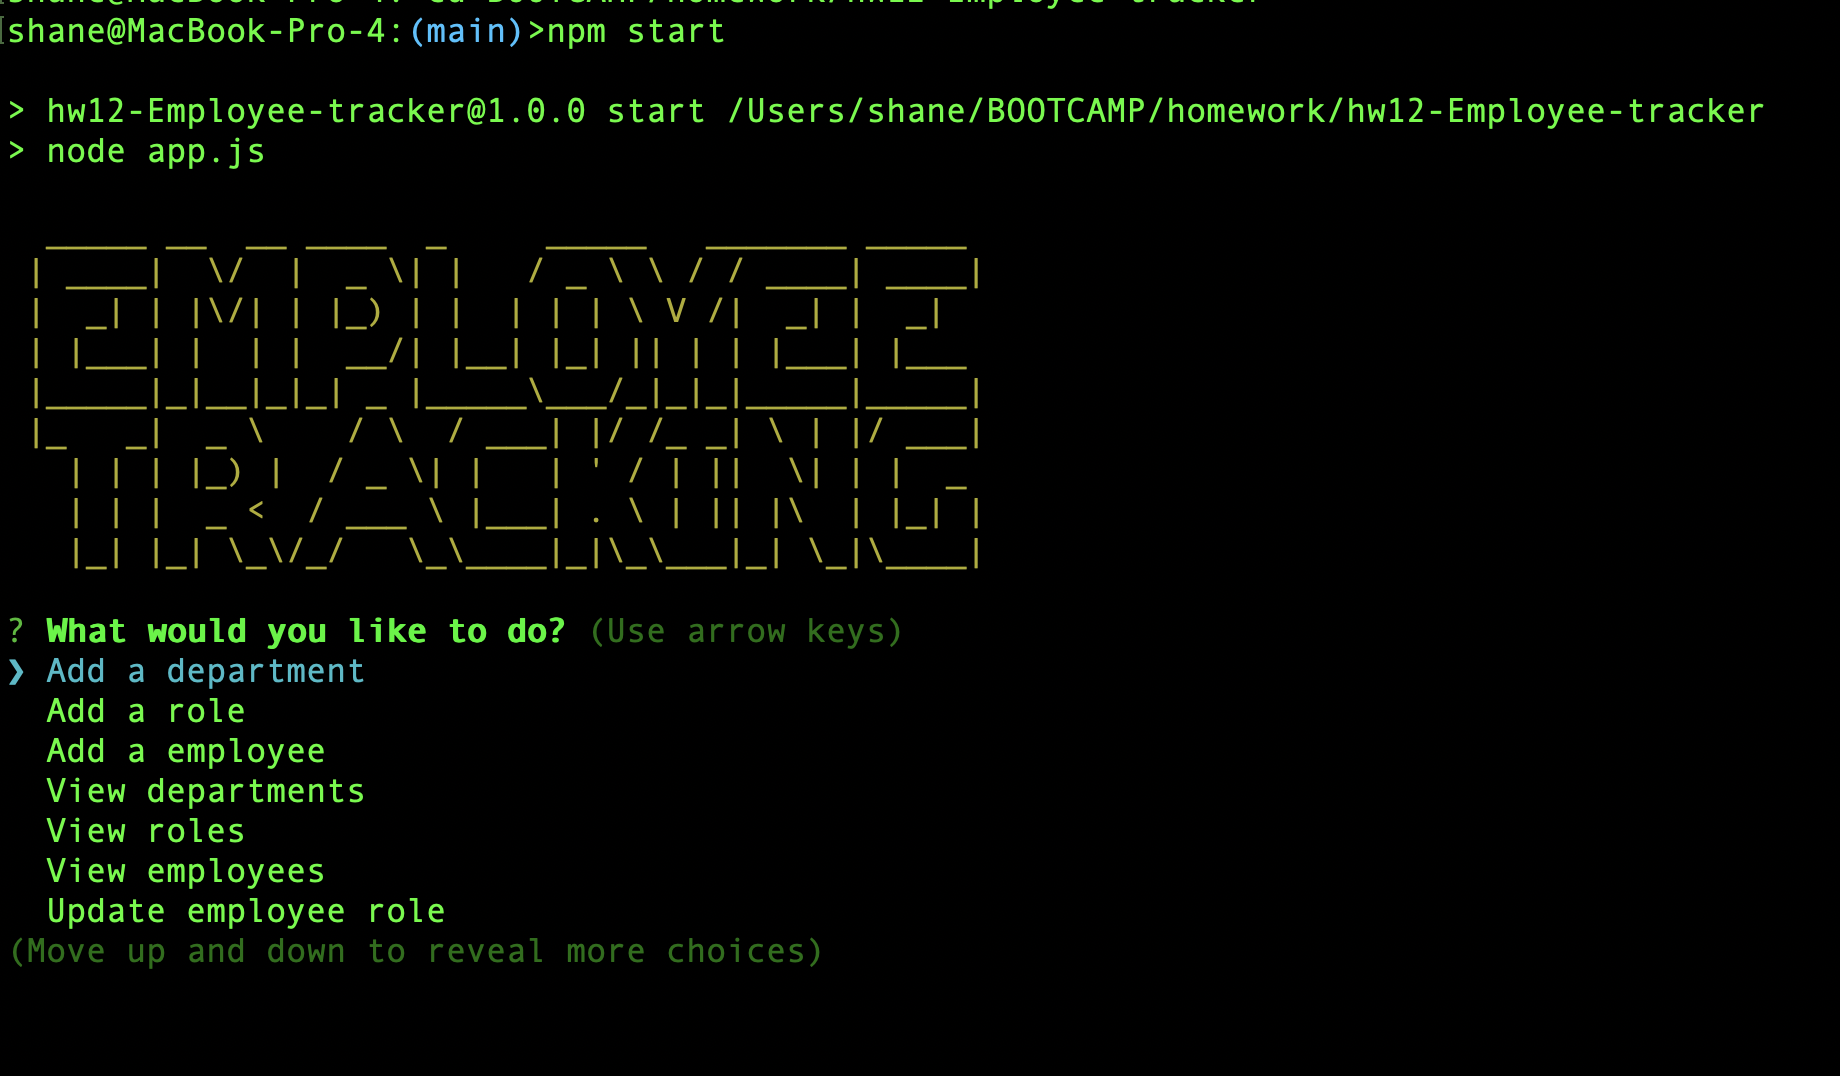 shane@MacBook-Pro-4:(main)>npm start
> hw12-Employee-tracker@1.0.0 start /Users/shane/BOOTCAMP/homework/hw12-Employee-tracker
> node app.js
EMPLOYEE
TRACKING
? What would you like to do? (Use arrow keys)
❯ Add a department
Add a role
Add a employee
View departments
View roles
View employees
Update employee role
(Move up and down to reveal more choices)